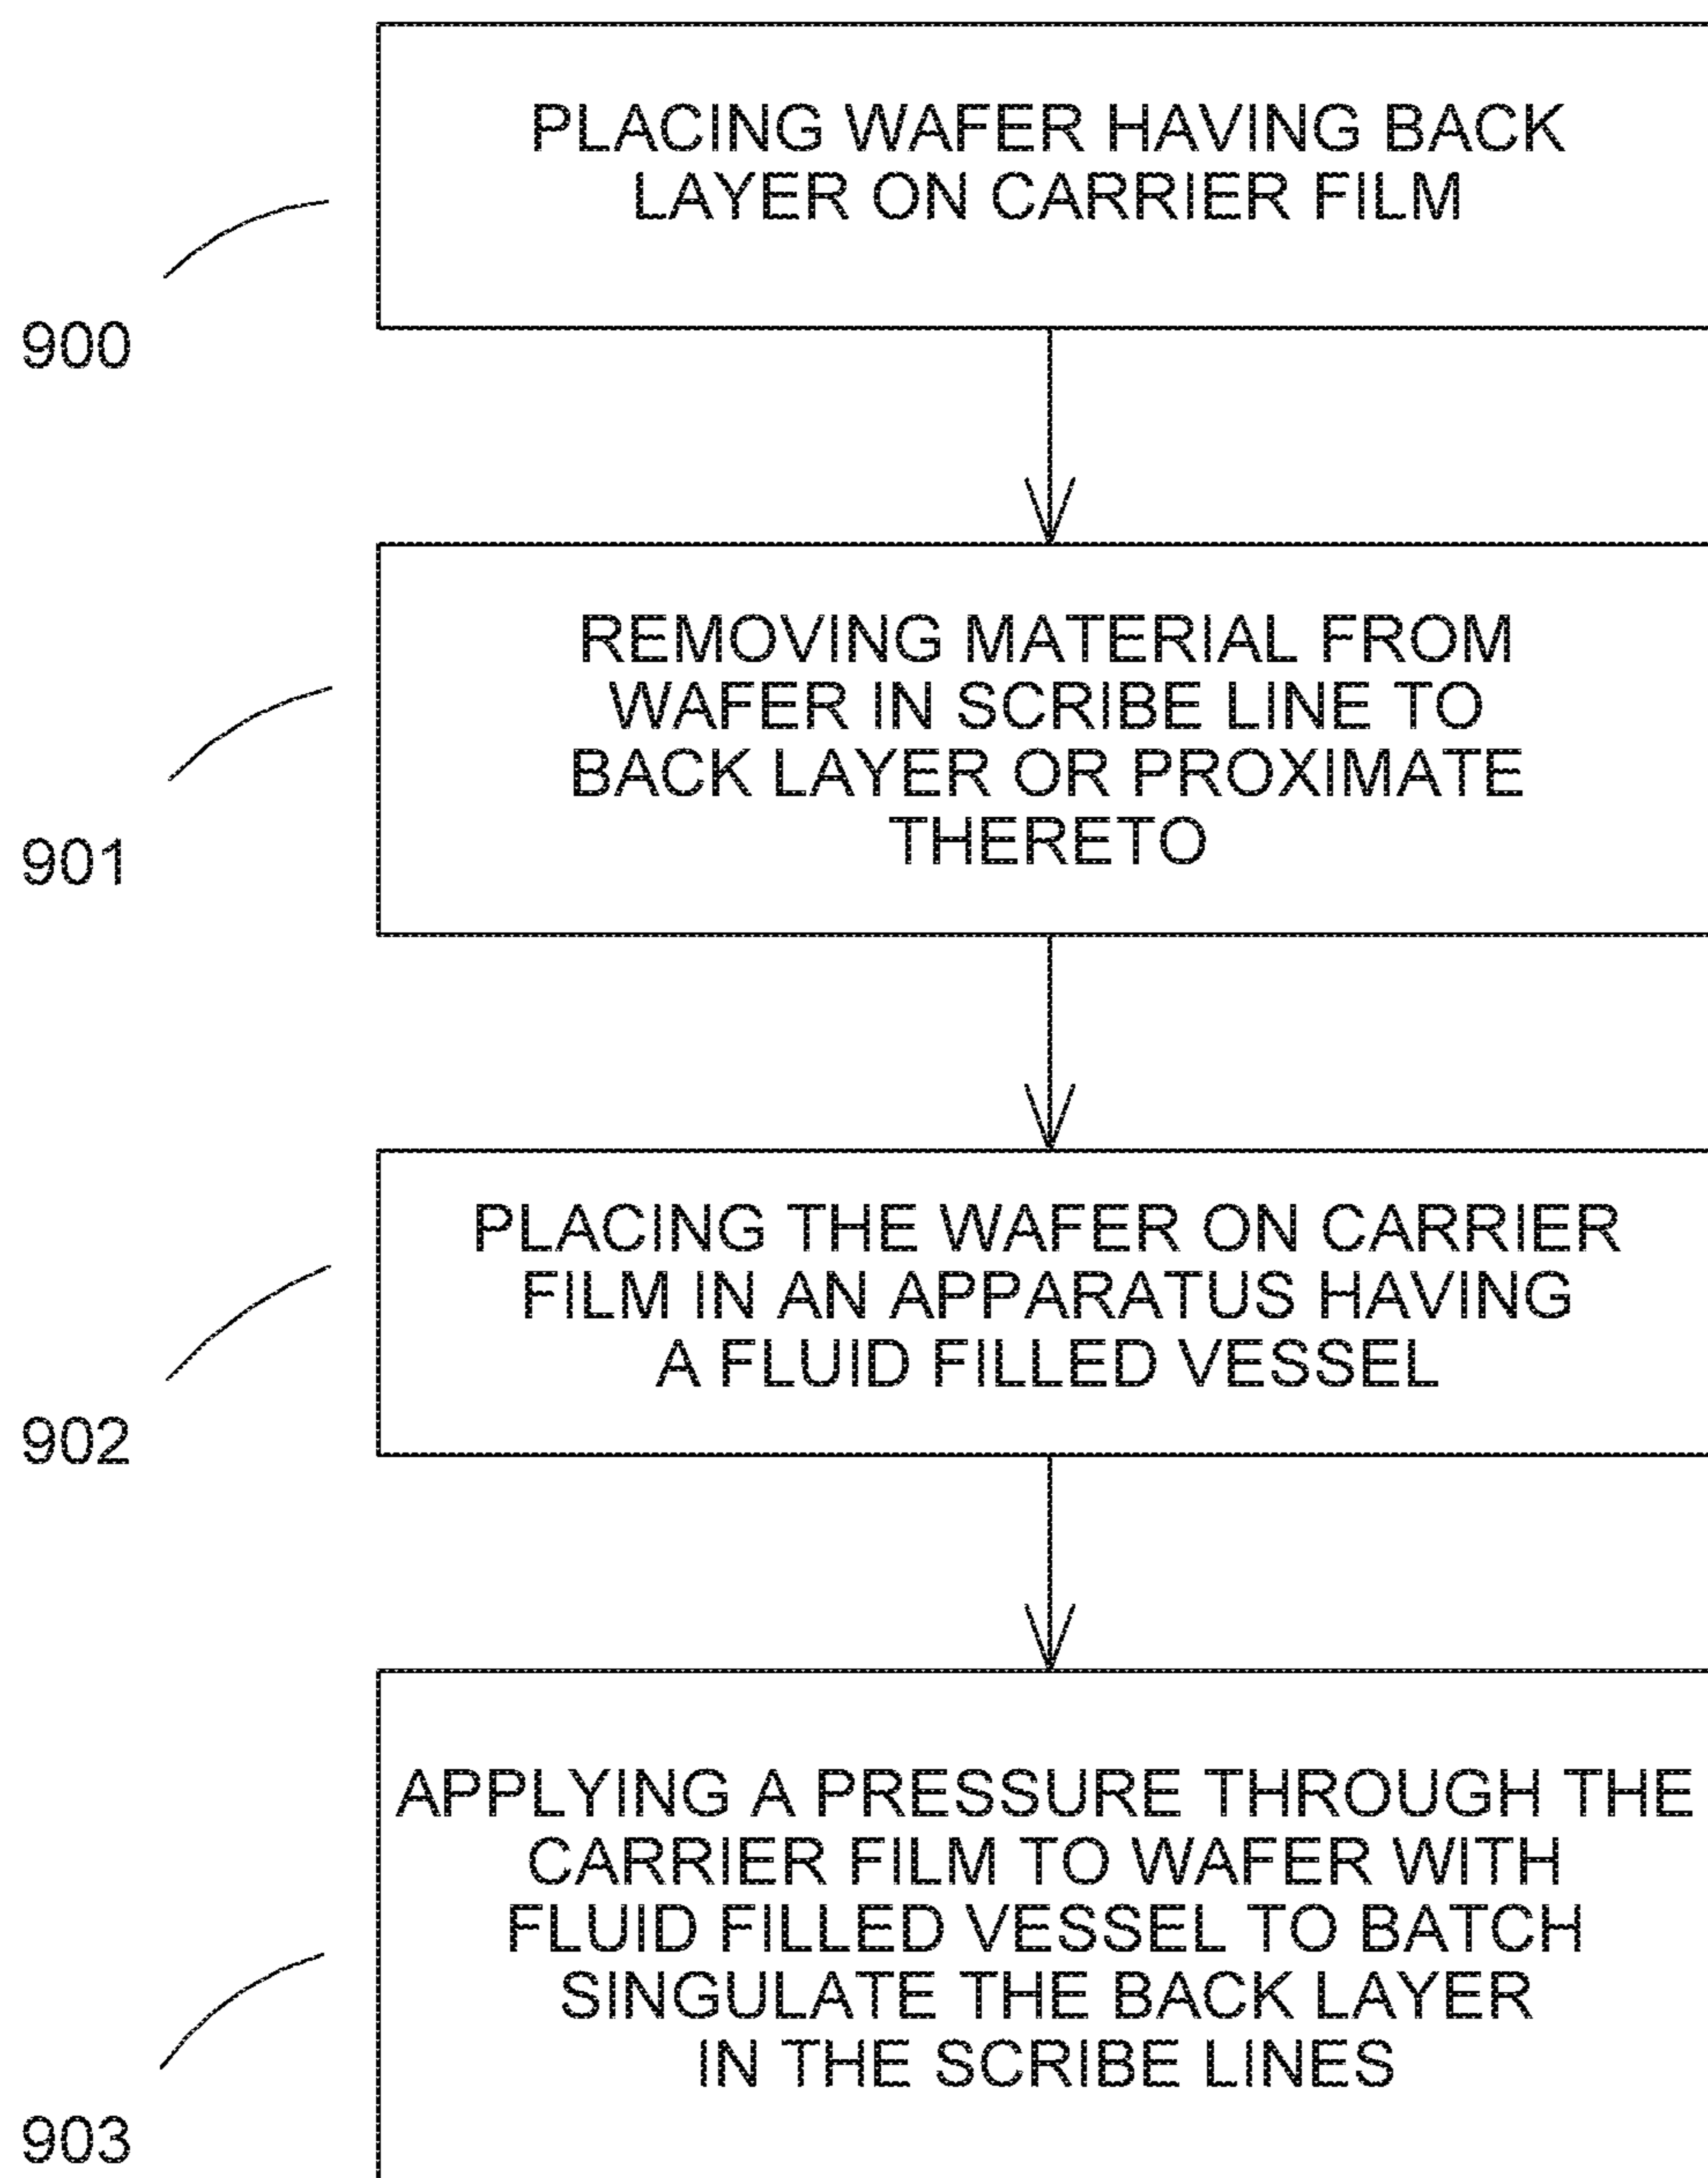 PLACING WAFER HAVING BACK
LAYER ON CARRIER FILM
900
REMOVING MATERIAL FROM
WAFER IN SCRIBE LINE TO
BACK LAYER OR PROXIMATE
THERETO
901
PLACING THE WAFER ON CARRIER
FILM IN AN APPARATUS HAVING
A FLUID FILLED VESSEL
902
APPLYING A PRESSURE THROUGH THE
CARRIER FILM TO WAFER WITH
FLUID FILLED VESSEL TO BATCH
SINGULATE THE BACK LAYER
IN THE SCRIBE LINES
903